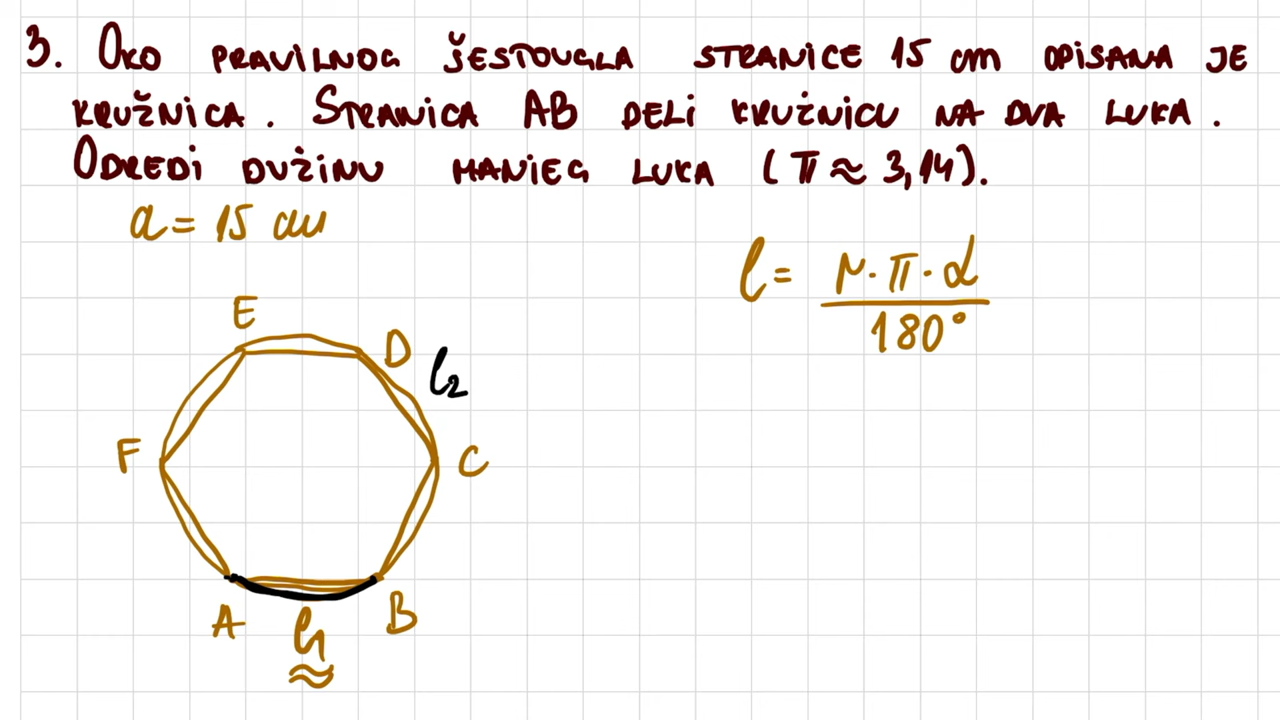 3. Oko pravilnog šestougla stranice 15 cm opisana je
kružnica. Stranica AB deli kružnicu na dva luka.
Odredi dužinu manjeg luka (π ≈ 3,14).
a = 15 cm
l = r · π · α / 180°
E
D
l₂
F
C
A
B
l₁